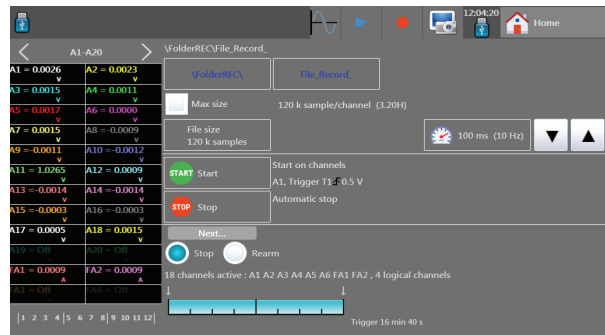 12:04:20
Home
A1-A20
\FolderREC\File_Record_
A1 = 0.0026 A2 = 0.0023
v v
\FolderREC\ File_Record_
A3 = 0.0015 A4 = 0.0011
v v
Max size 120 k sample/channel (3.20H)
A5 = 0.0017 A6 = 0.0000
v v
A7 = 0.0015 A8 =-0.0009
v v
File size
120 k samples
100 ms (10 Hz)
A9 =-0.0011 A10 =-0.0012
v v
A11 = 1.0265 A12 = 0.0009
v v
START Start
Start on channels
A1, Trigger T1 0.5 V
A13 =-0.0014 A14 =-0.0014
v v
Automatic stop
A15 =-0.0003 A16 =-0.0003
v v
STOP Stop
A17 = 0.0005 A18 = 0.0015
v v
Next...
A19 = Off A20 = Off
Stop Rearm
FA1 = 0.0009 FA2 = 0.0009
A A
18 channels active : A1 A2 A3 A4 A5 A6 FA1 FA2 , 4 logical channels
FA3 = Off FA4 = Off
1 2 3 4 5 6 7 8 9 10 11 12
Trigger 16 min 40 s